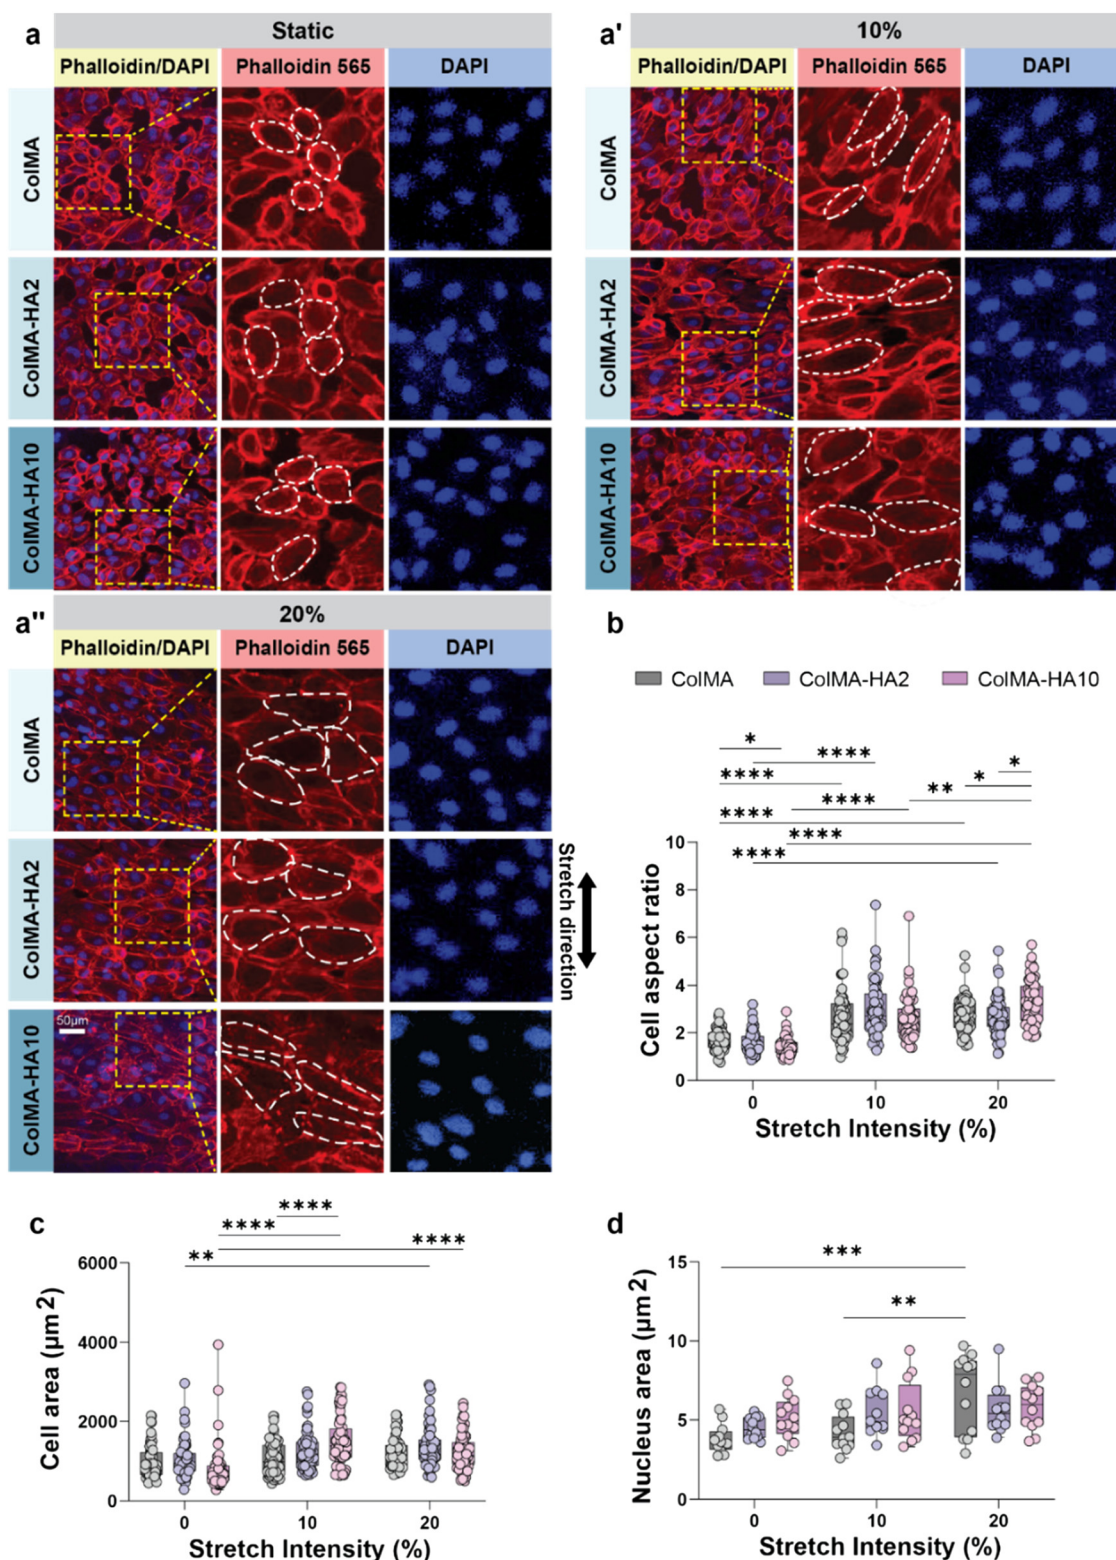 a
Static
Phalloidin/DAPI Phalloidin 565 DAPI
ColMA
ColMA-HA2
ColMA-HA10
a'
10%
Phalloidin/DAPI Phalloidin 565 DAPI
ColMA
ColMA-HA2
ColMA-HA10
a"
20%
Phalloidin/DAPI Phalloidin 565 DAPI
ColMA
ColMA-HA2
ColMA-HA10
50µm
Stretch direction
b
ColMA ColMA-HA2 ColMA-HA10
* ****
**** ** * *
**** ****
**** ****
Cell aspect ratio
10
8
6
4
2
0
0 10 20
Stretch Intensity (%)
c
****
**** ****
**
Cell area (µm2)
6000
4000
2000
0
0 10 20
Stretch Intensity (%)
d
***
**
Nucleus area (µm2)
15
10
5
0
0 10 20
Stretch Intensity (%)